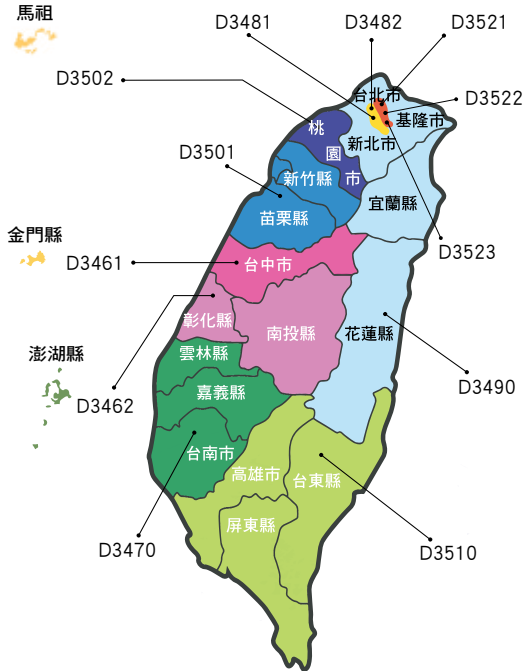 馬祖
D3481
D3482
D3521
D3502
台北市
D3522
基隆市
桃
園
市
新北市
D3501
新竹縣
宜蘭縣
苗栗縣
金門縣
D3461
台中市
D3523
彰化縣
南投縣
花蓮縣
澎湖縣
雲林縣
D3490
嘉義縣
D3462
台南市
高雄市
台東縣
屏東縣
D3470
D3510